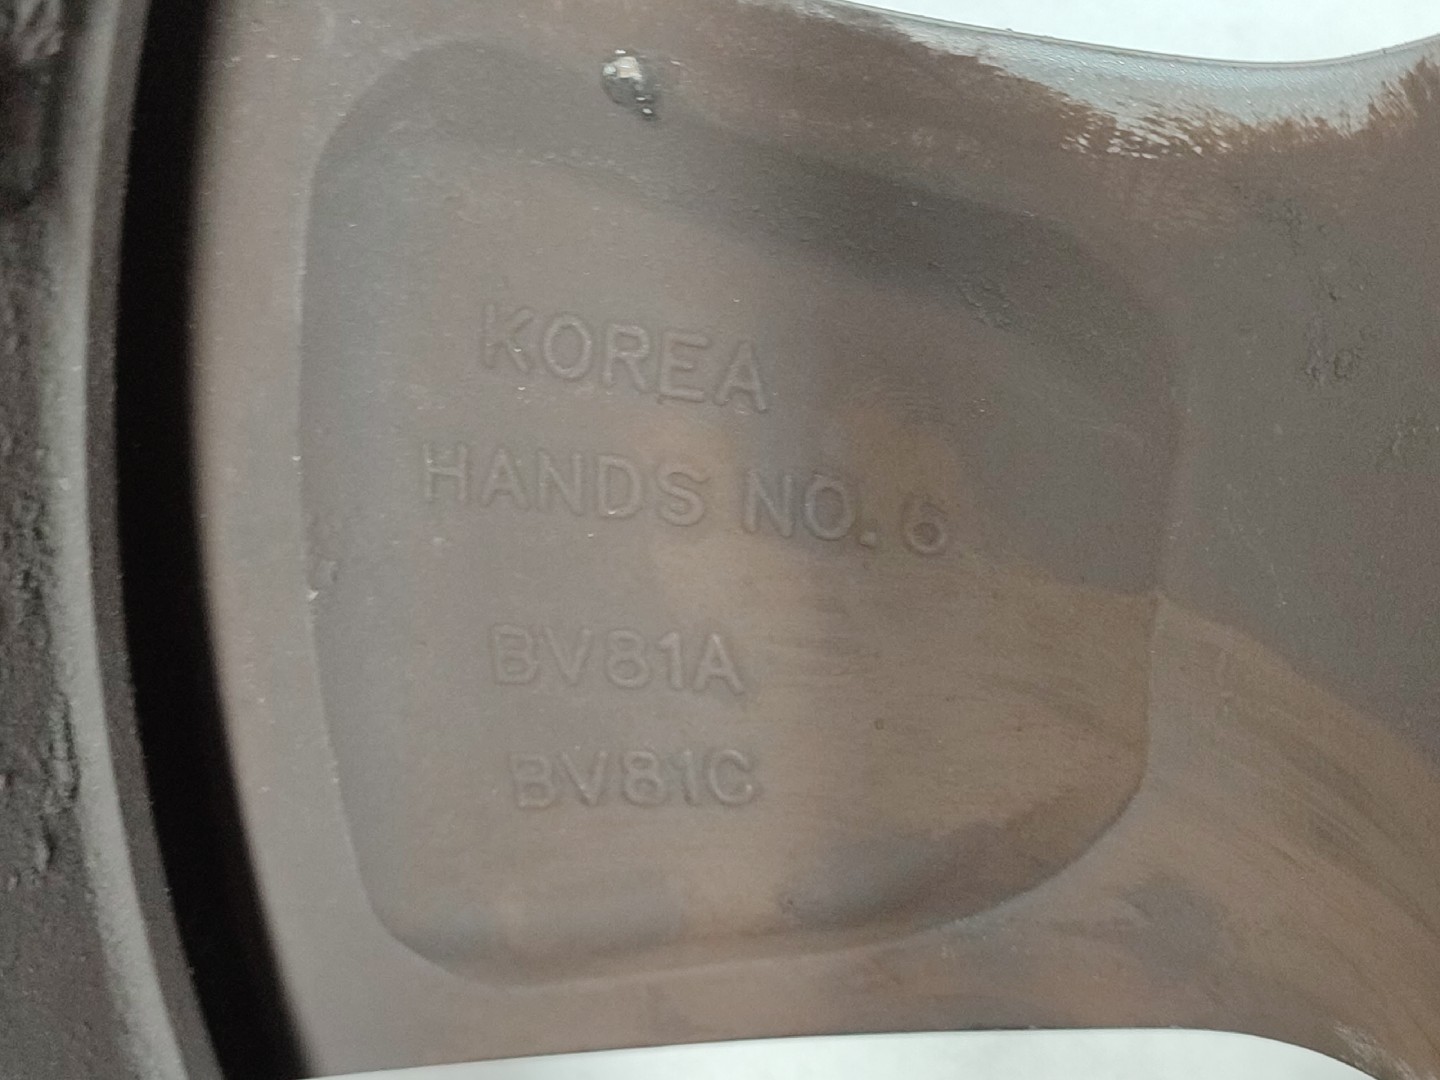 KOREA
HANDS NO. 6
BV81A
BV81C